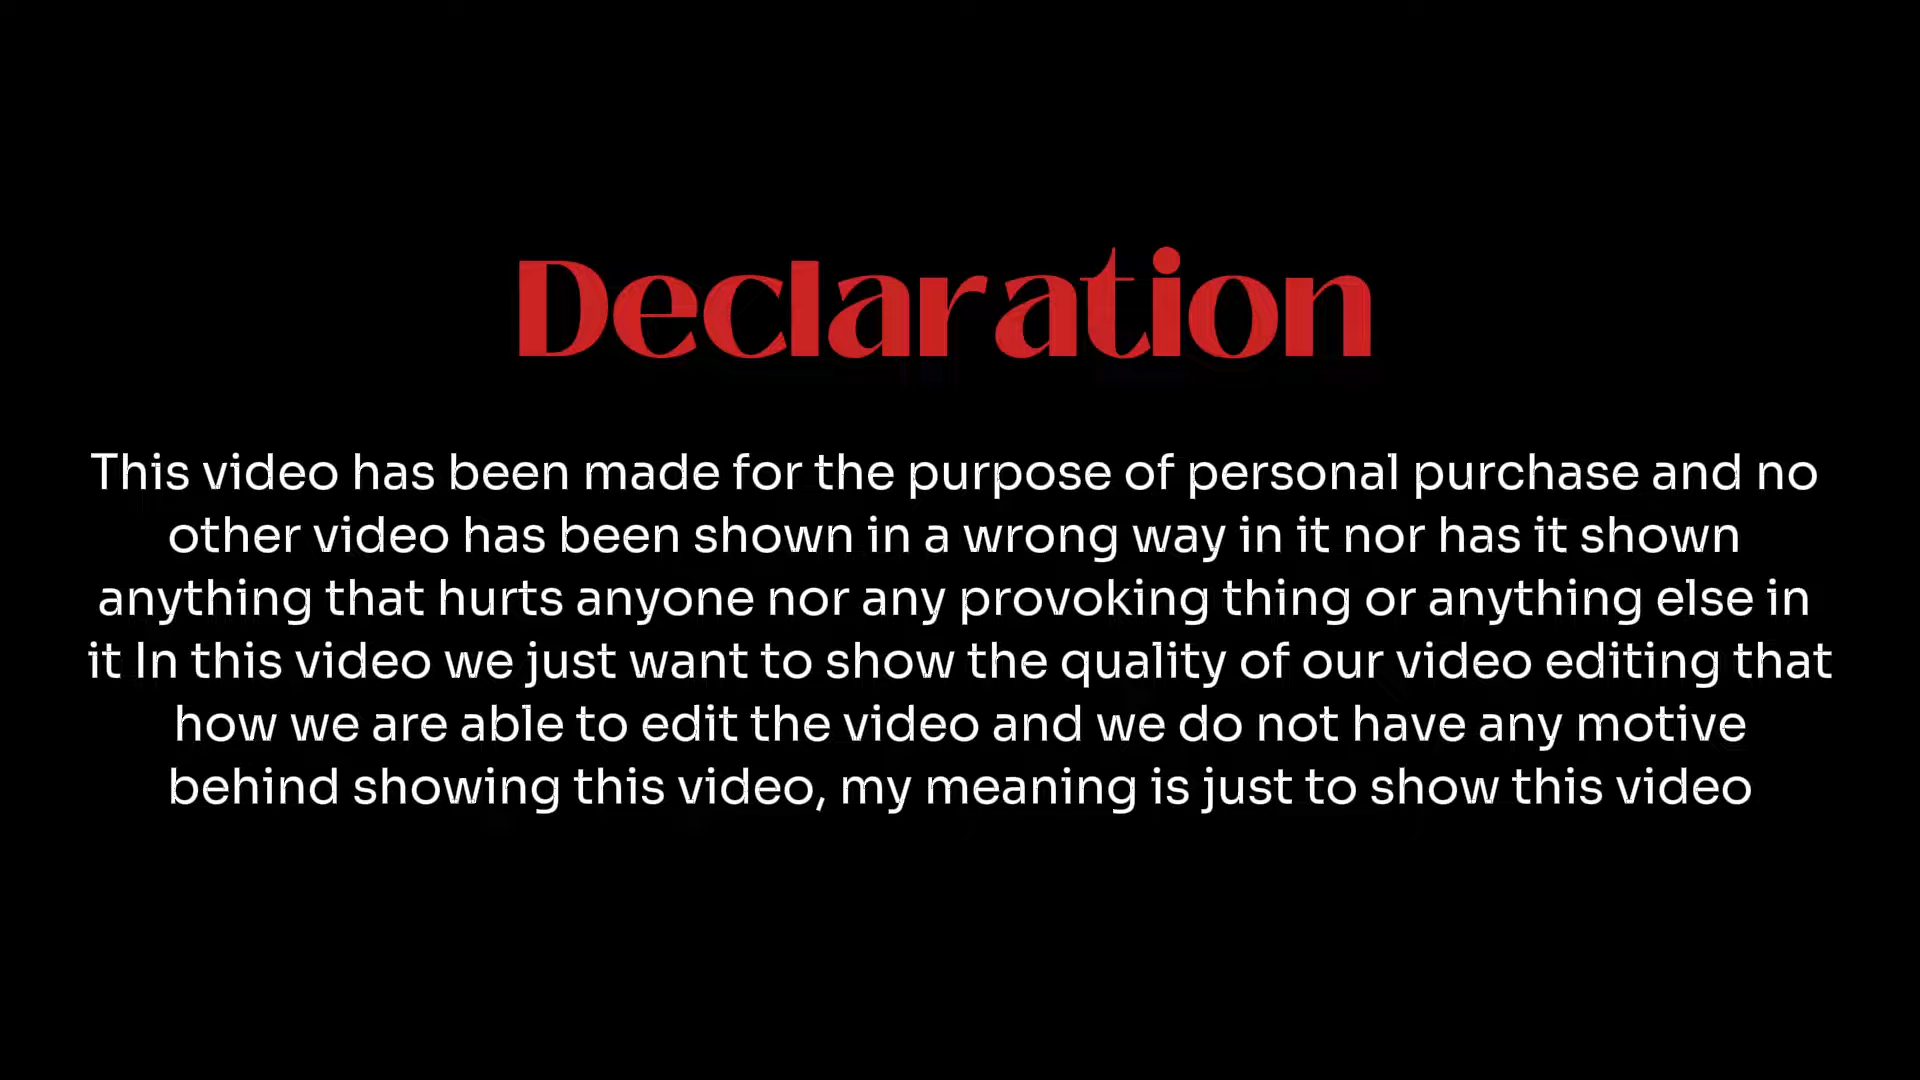 Declaration
This video has been made for the purpose of personal purchase and no
other video has been shown in a wrong way in it nor has it shown
anything that hurts anyone nor any provoking thing or anything else in
it In this video we just want to show the quality of our video editing that
how we are able to edit the video and we do not have any motive
behind showing this video, my meaning is just to show this video